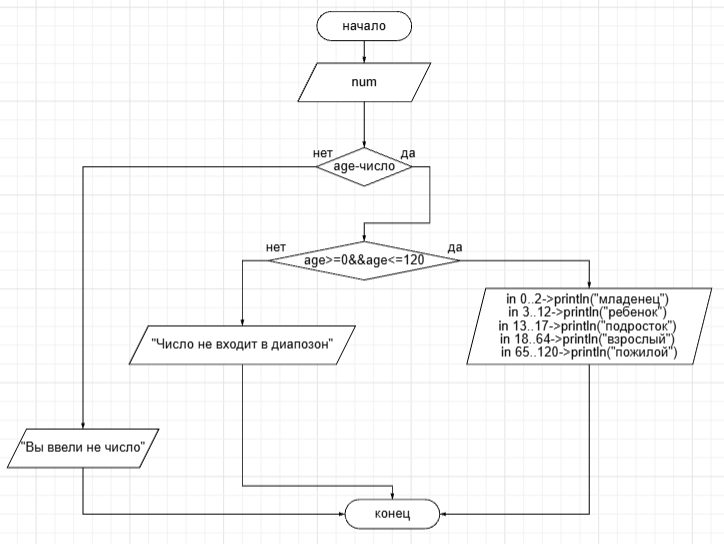 начало
num
нет
да
age-число
нет
да
age>=0&&age<=120
in 0..2->println("младенец")
in 3..12->println("ребенок")
in 13..17->println("подросток")
in 18..64->println("взрослый")
in 65..120->println("пожилой")
"Число не входит в диапозон"
"Вы ввели не число"
конец